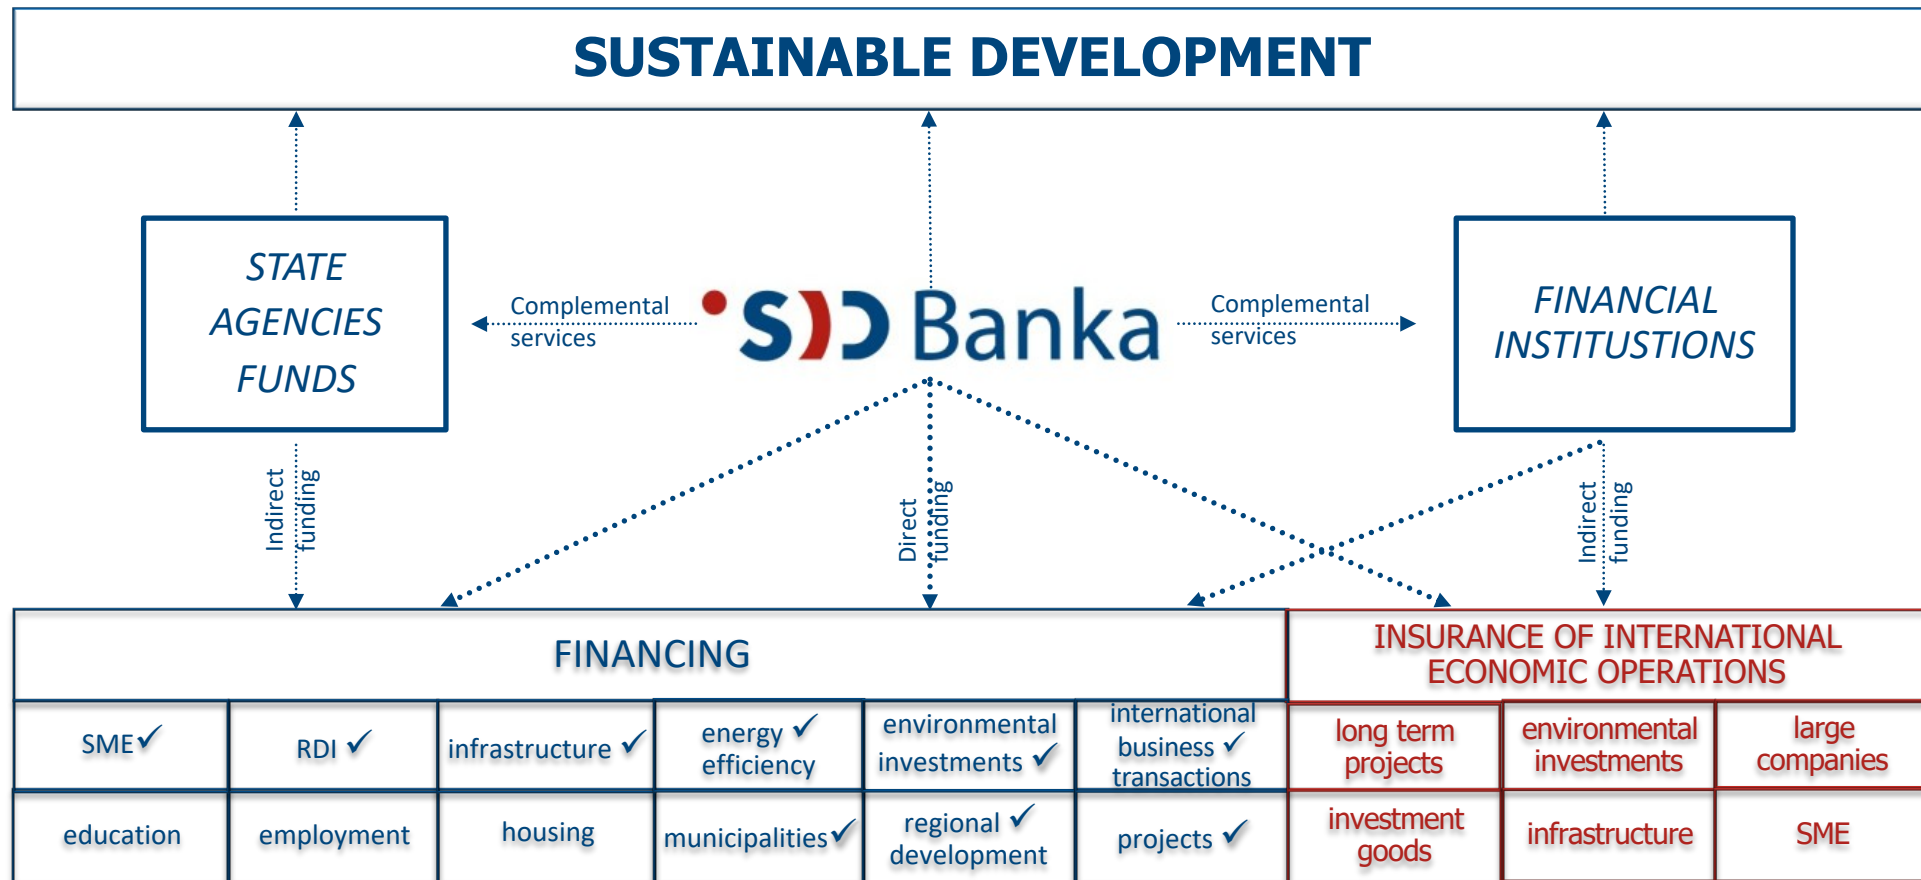 SUSTAINABLE DEVELOPMENT
STATE
AGENCIES
FUNDS
Complemental
services
SID Banka
Complemental
services
FINANCIAL
INSTITUSTIONS
Indirect
funding
Direct
funding
Indirect
funding
FINANCING
INSURANCE OF INTERNATIONAL
ECONOMIC OPERATIONS
SME ✓
RDI ✓
infrastructure ✓
energy ✓
efficiency
environmental
investments ✓
international
business ✓
transactions
long term
projects
environmental
investments
large
companies
education
employment
housing
municipalities ✓
regional ✓
development
projects ✓
investment
goods
infrastructure
SME